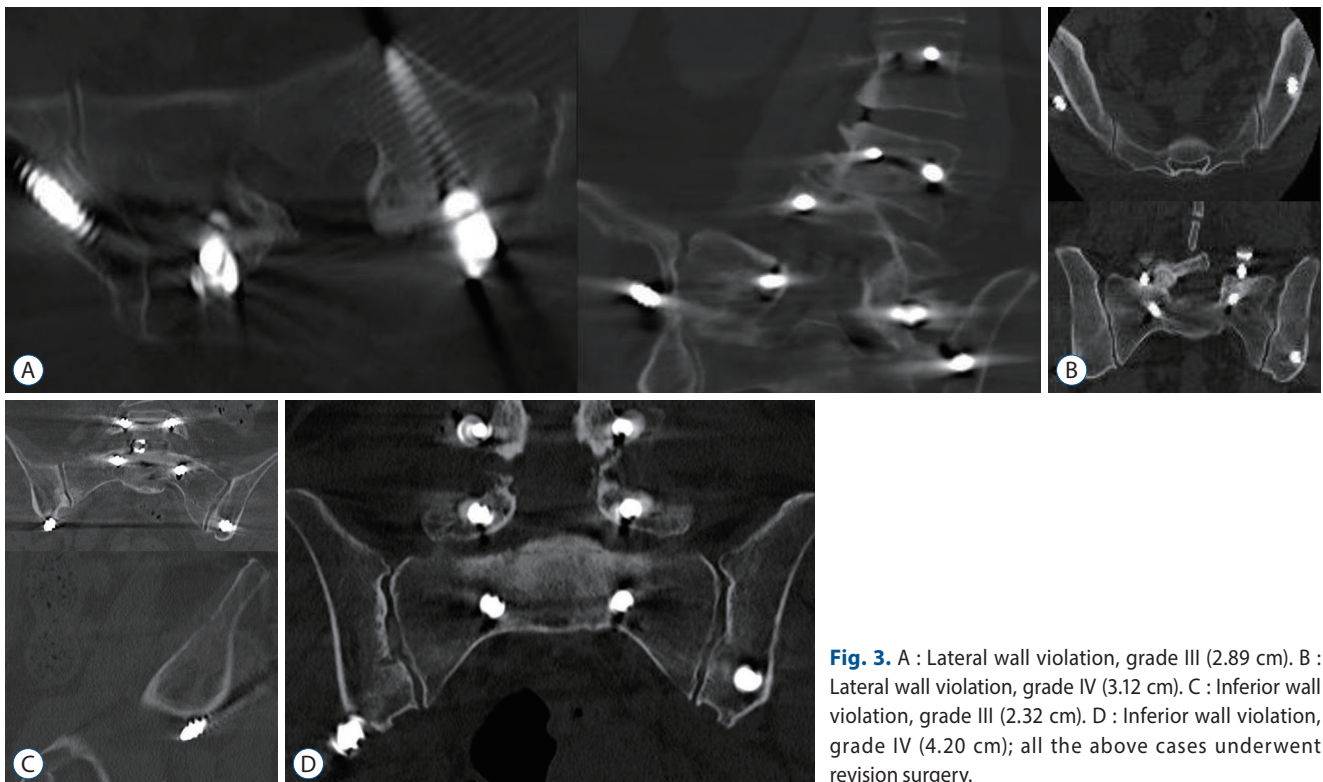 A
B
C
D
Fig. 3. A : Lateral wall violation, grade III (2.89 cm). B :
Lateral wall violation, grade IV (3.12 cm). C : Inferior wall
violation, grade III (2.32 cm). D : Inferior wall violation,
grade IV (4.20 cm); all the above cases underwent
revision surgery.